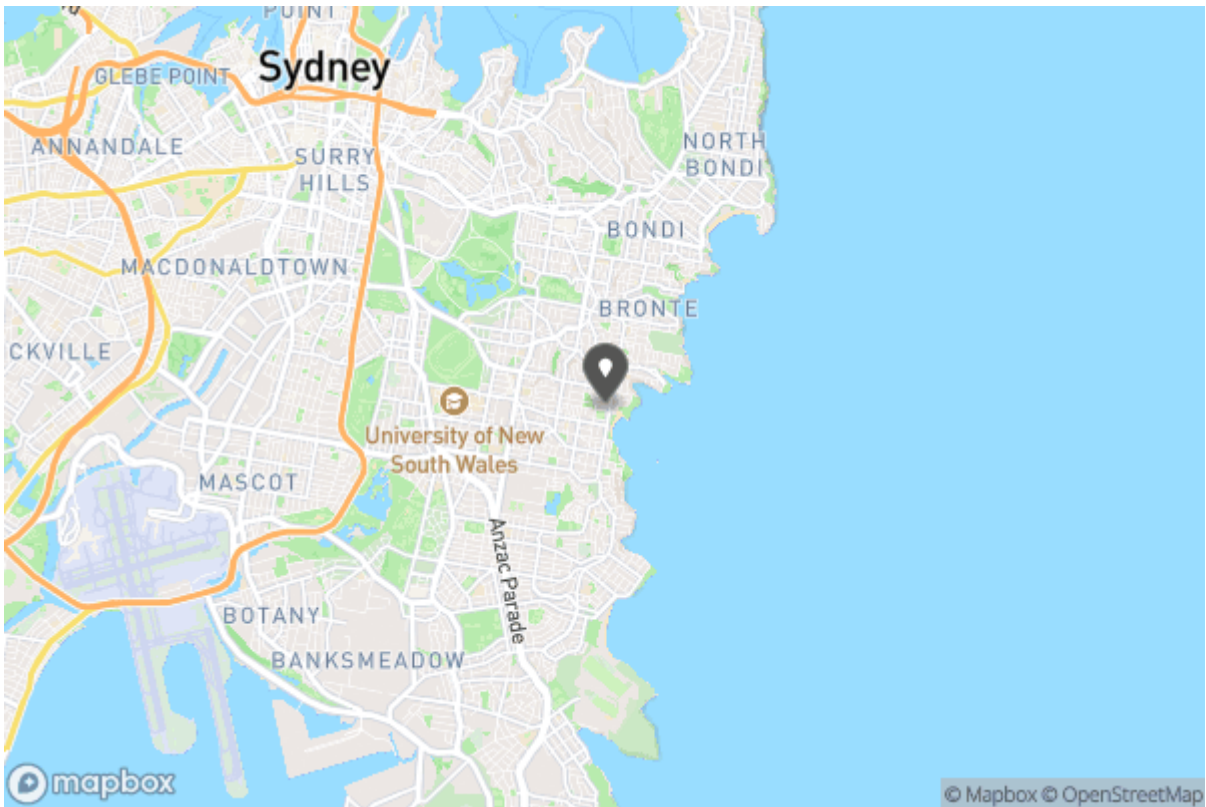 POINT
Sydney
GLEBE POINT
ANNANDALE
SURRY
HILLS
NORTH
BONDI
BONDI
MACDONALDTOWN
BRONTE
CKVILLE
University of New
South Wales
MASCOT
Anzac Parade
BOTANY
BANKSMEADOW
mapbox
© Mapbox © OpenStreetMap